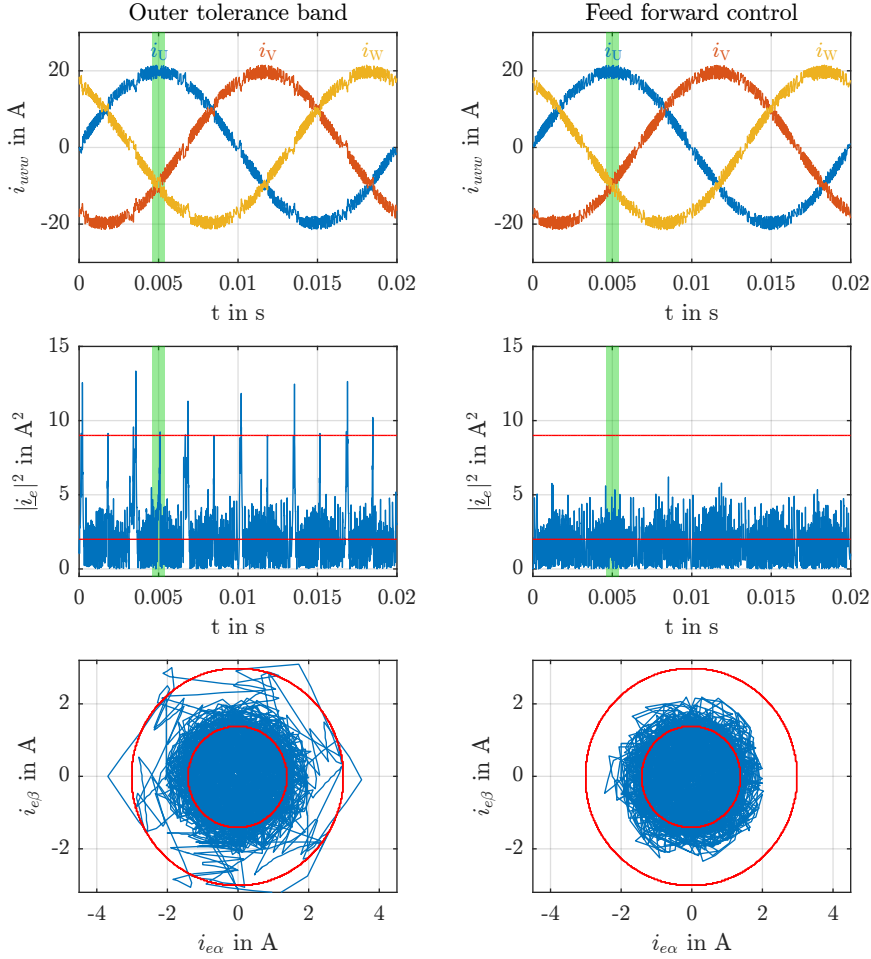 Outer tolerance band
Feed forward control
i_U i_V i_W
i_U i_V i_W
20
0
-20
i_uvw in A
20
0
-20
i_uvw in A
0 0.005 0.01 0.015 0.02
0 0.005 0.01 0.015 0.02
t in s
t in s
15
10
5
0
|i_e|² in A²
15
10
5
0
|i_e|² in A²
0 0.005 0.01 0.015 0.02
0 0.005 0.01 0.015 0.02
t in s
t in s
2
0
-2
i_eβ in A
2
0
-2
i_eβ in A
-4 -2 0 2 4
-4 -2 0 2 4
i_eα in A
i_eα in A